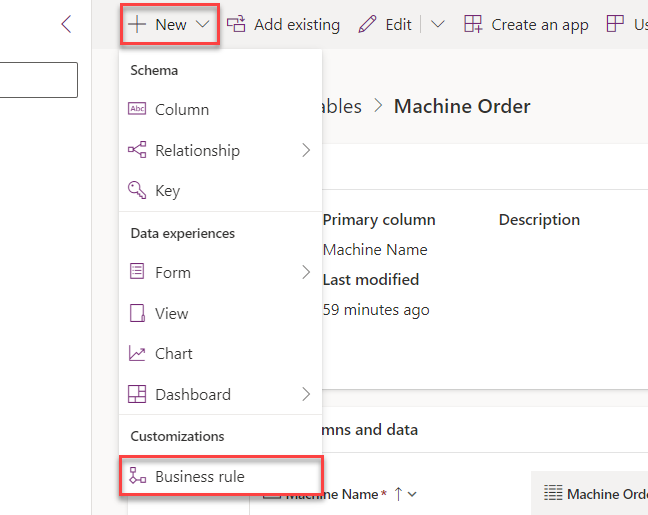 New Add existing Edit Create an app Us
Schema
Column
Relationship
Key
Data experiences
Form
View
Chart
Dashboard
Customizations
Business rule
ables > Machine Order
Primary column Description
Machine Name
Last modified
59 minutes ago
mns and data
Machine Name* Machine Orde
Abc